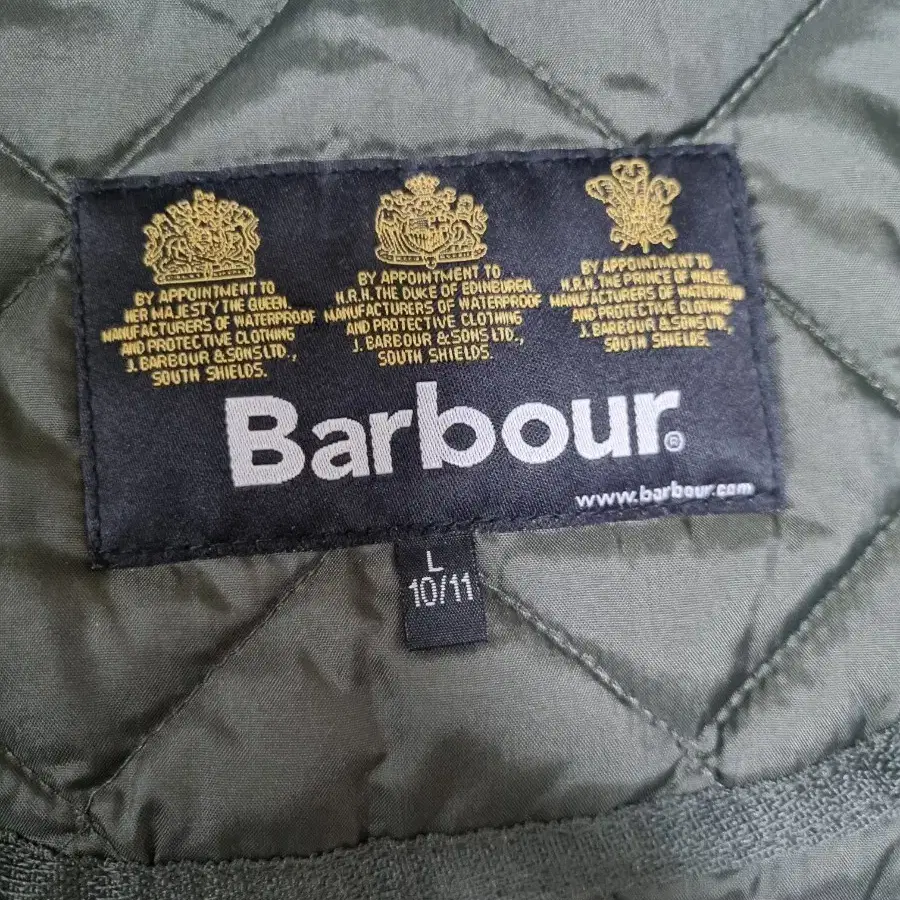 BY APPOINTMENT TO
HER MAJESTY THE QUEEN
MANUFACTURERS OF WATERPROOF
AND PROTECTIVE CLOTHING
J. BARBOUR & SONS LTD.,
SOUTH SHIELDS.
BY APPOINTMENT TO
H.R.H. THE DUKE OF EDINBURGH
MANUFACTURERS OF WATERPROOF
AND PROTECTIVE CLOTHING
J. BARBOUR & SONS LTD.,
SOUTH SHIELDS.
BY APPOINTMENT TO
H.R.H. THE PRINCE OF WALES
MANUFACTURERS OF WATERPROOF
AND PROTECTIVE CLOTHING
J. BARBOUR & SONS LTD.,
SOUTH SHIELDS.
Barbour®
www.barbour.com
L
10/11